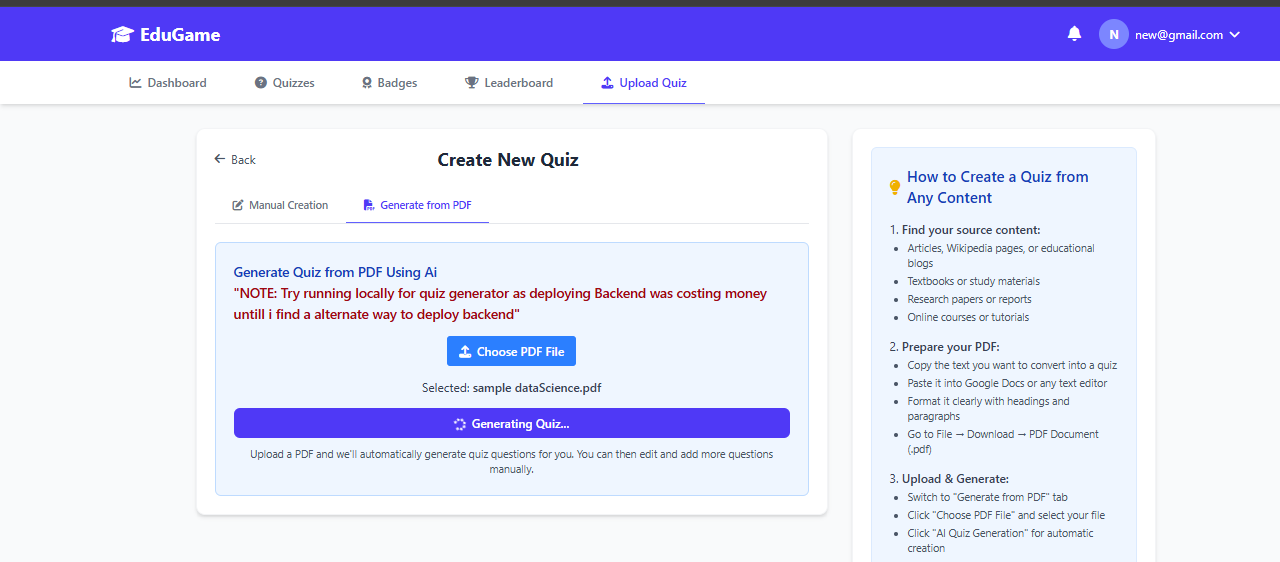 EduGame
N new@gmail.com
Dashboard Quizzes Badges Leaderboard Upload Quiz
Back
Create New Quiz
Manual Creation Generate from PDF
Generate Quiz from PDF Using Ai
"NOTE: Try running locally for quiz generator as deploying Backend was costing money
untill i find a alternate way to deploy backend"
Choose PDF File
Selected: sample dataScience.pdf
Generating Quiz...
Upload a PDF and we'll automatically generate quiz questions for you. You can then edit and add more questions
manually.
How to Create a Quiz from
Any Content
1. Find your source content:
• Articles, Wikipedia pages, or educational
blogs
• Textbooks or study materials
• Research papers or reports
• Online courses or tutorials
2. Prepare your PDF:
• Copy the text you want to convert into a quiz
• Paste it into Google Docs or any text editor
• Format it clearly with headings and
paragraphs
• Go to File → Download → PDF Document
(.pdf)
3. Upload & Generate:
• Switch to "Generate from PDF" tab
• Click "Choose PDF File" and select your file
• Click "AI Quiz Generation" for automatic
creation